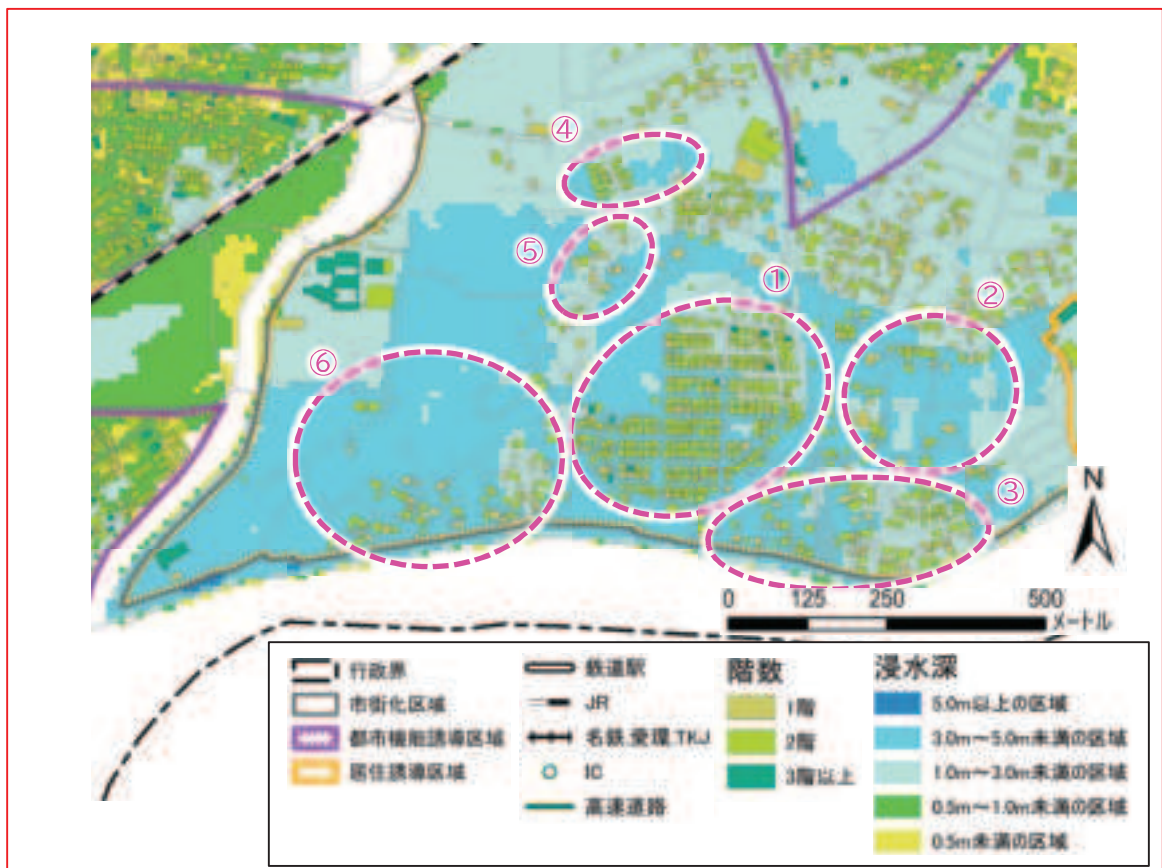 ④
⑤
①
②
⑥
③
N
0 125 250 500
メートル
行政界
市街化区域
都市機能誘導区域
居住誘導区域
鉄道駅
JR
名鉄,愛環,TKJ
IC
高速道路
階数
1階
2階
3階以上
浸水深
5.0m以上の区域
3.0m~5.0m未満の区域
1.0m~3.0m未満の区域
0.5m~1.0m未満の区域
0.5m未満の区域